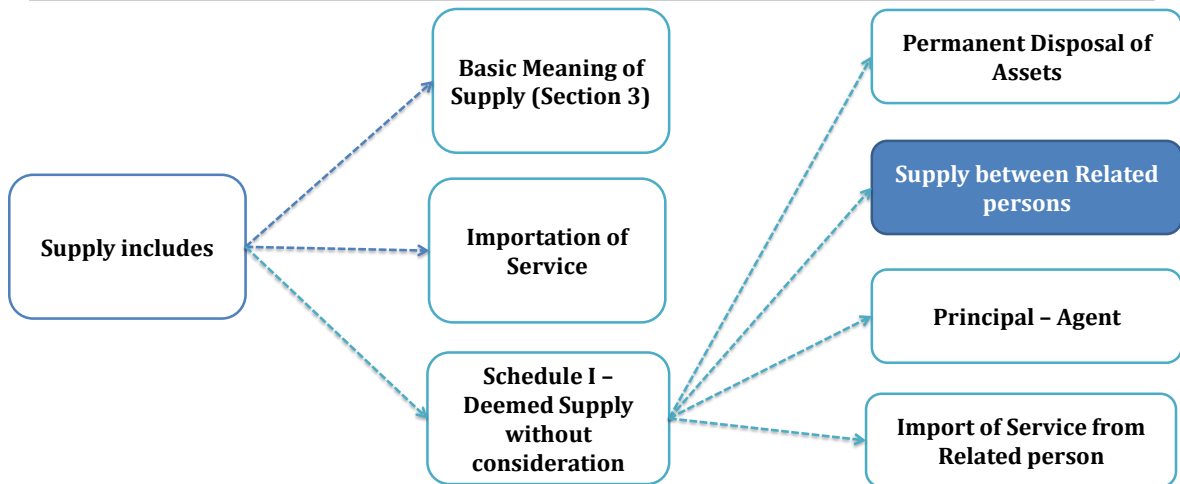 Supply includes
Basic Meaning of
Supply (Section 3)
Importation of
Service
Schedule I –
Deemed Supply
without
consideration
Permanent Disposal of
Assets
Supply between Related
persons
Principal – Agent
Import of Service from
Related person